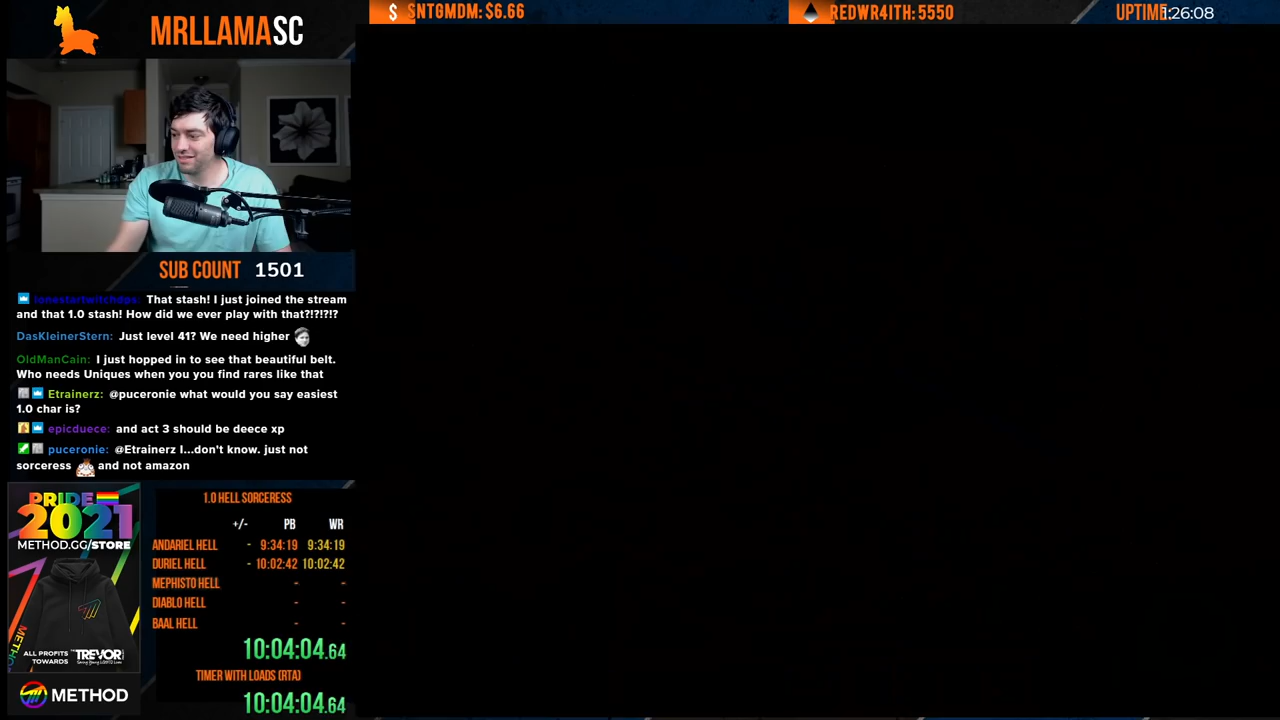 MRLLAMASC
$ SNTGMDM: $6.66
REDWR4ITH: 5550
UPTIME: 1:26:08
SUB COUNT 1501
lonestartwitchdps: That stash! I just joined the stream
and that 1.0 stash! How did we ever play with that?!?!?!?
DasKleinerStern: Just level 41? We need higher
OldManCain: I just hopped in to see that beautiful belt.
Who needs Uniques when you you find rares like that
Etrainerz: @puceronie what would you say easiest
1.0 char is?
epicduece: and act 3 should be deece xp
puceronie: @Etrainerz I...don't know. just not
sorceress and not amazon
PRIDE
2021
METHOD.GG/STORE
ALL PROFITS
TOWARDS
TREVOR
METHOD
1.0 HELL SORCERESS
+/- PB WR
ANDARIEL HELL - 9:34:19 9:34:19
DURIEL HELL - 10:02:42 10:02:42
MEPHISTO HELL - -
DIABLO HELL - -
BAAL HELL - -
10:04:04.64
TIMER WITH LOADS (RTA)
10:04:04.64